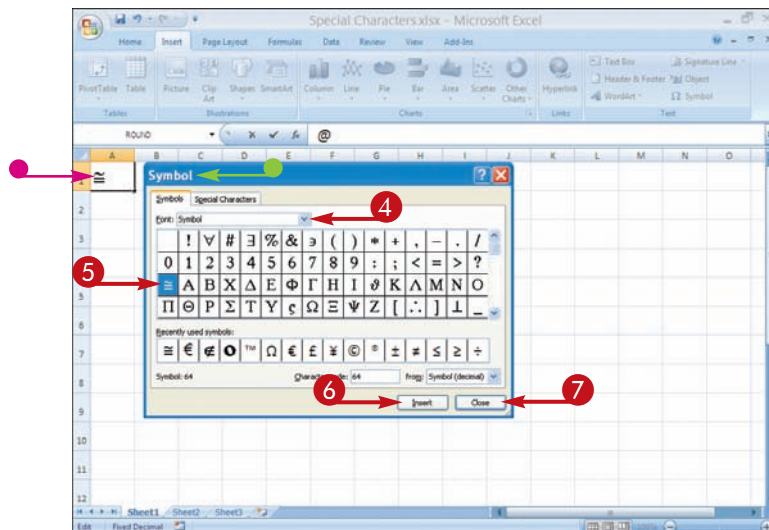 Special Characters.xlsx - Microsoft Excel
Home Insert Page Layout Formulas Data Review View Add-Ins
PivotTable Table Picture Clip Art Shapes SmartArt Column Line Pie Bar Area Scatter Other Charts Hyperlink Text Box Header & Footer WordArt Signature Line Object Symbol
Tables Illustrations Charts Links Text
ROUND @
A B C D E F G H I J K L M N O
1 ≅
2
3
5
6
7
8
9
10
11
12
Symbol
Symbols Special Characters
Font: Symbol
4
! ∀ # ∃ % & ∍ ( ) * + , − . /
0 1 2 3 4 5 6 7 8 9 : ; < = > ?
5
≅ Α Β Χ Δ Ε Φ Γ Η Ι ϑ Κ Λ Μ Ν Ο
Π Θ Ρ Σ Τ Υ ς Ω Ξ Ψ Ζ [ ∴ ] ⊥ _
Recently used symbols:
≅ € ∉ ™ Ω € £ ¥ © ® ± ≠ ≤ ≥ ÷
Symbol: 64 64 from: Symbol (decimal)
6 7
Insert Close
Sheet1 Sheet2 Sheet3
Edit Fixed Decimal 100%